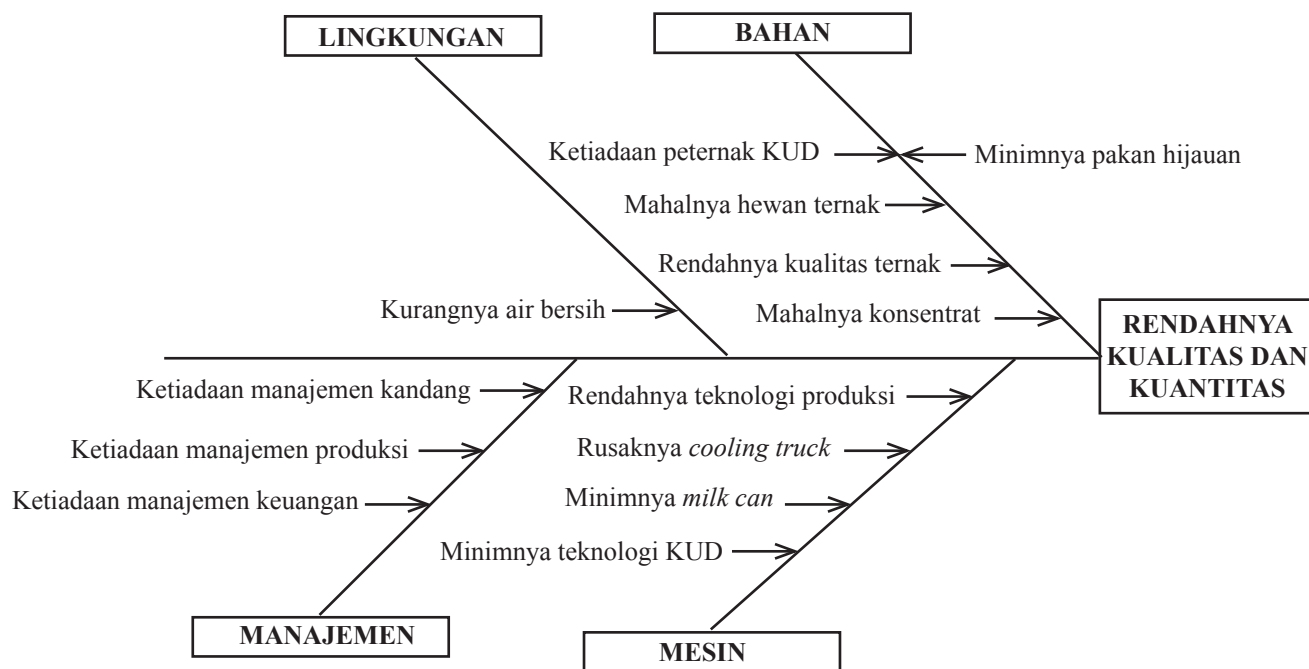 LINGKUNGAN
BAHAN
Ketiadaan peternak KUD
Minimnya pakan hijauan
Mahalnya hewan ternak
Rendahnya kualitas ternak
Kurangnya air bersih
Mahalnya konsentrat
RENDAHNYA
KUALITAS DAN
KUANTITAS
Ketiadaan manajemen kandang
Rendahnya teknologi produksi
Ketiadaan manajemen produksi
Rusaknya cooling truck
Ketiadaan manajemen keuangan
Minimnya milk can
Minimnya teknologi KUD
MANAJEMEN
MESIN